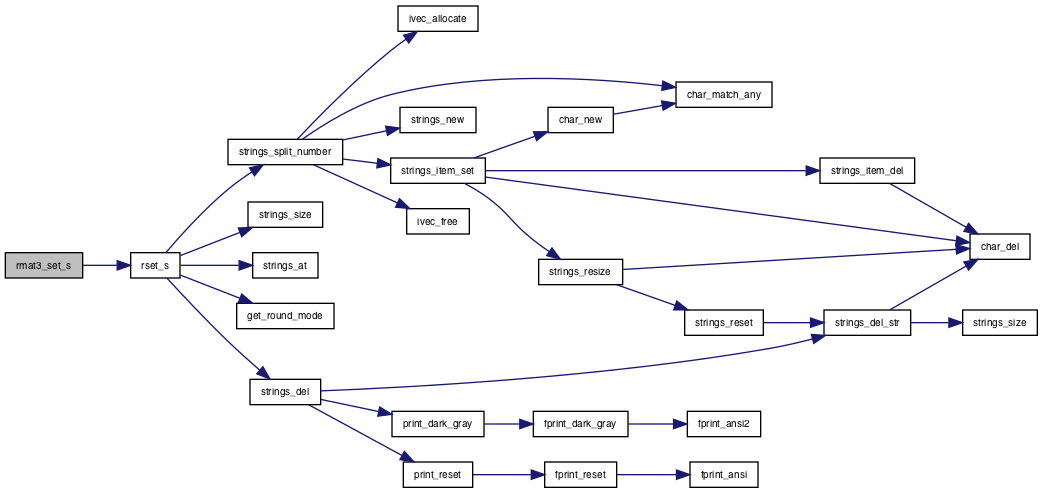 ivec_allocate
char_match_any
strings_new
char_new
strings_split_number
strings_item_set
strings_item_del
strings_size
ivec_free
char_del
rmat3_set_s
rset_s
strings_at
strings_resize
get_round_mode
strings_reset
strings_del_str
strings_size
strings_del
print_dark_gray
fprint_dark_gray
fprint_ansi2
print_reset
fprint_reset
fprint_ansi